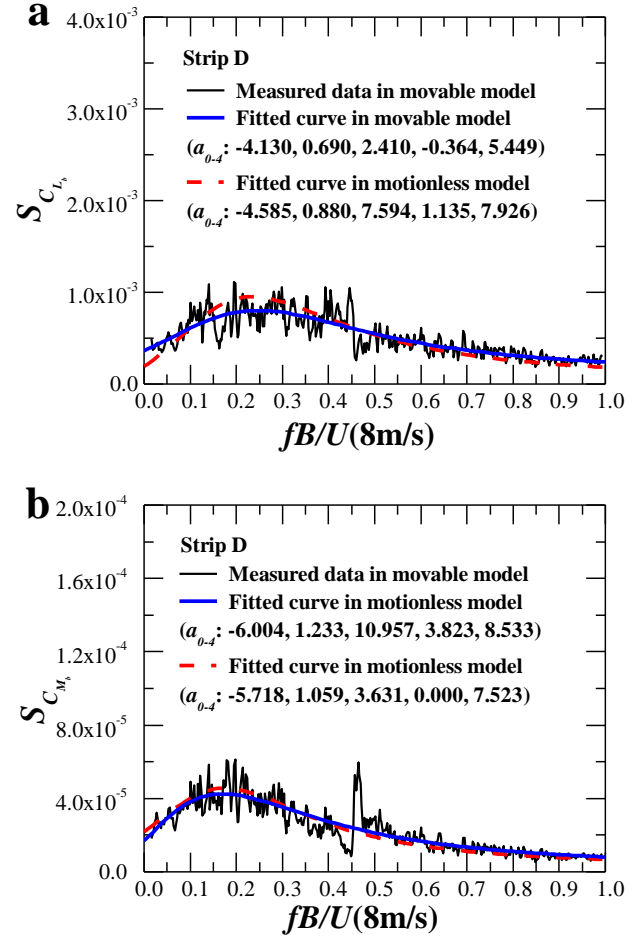 a
4.0x10-3
3.0x10-3
2.0x10-3
1.0x10-3
0.0
S C L b
Strip D
Measured data in movable model
Fitted curve in movable model
(a0-4: -4.130, 0.690, 2.410, -0.364, 5.449)
Fitted curve in motionless model
(a0-4: -4.585, 0.880, 7.594, 1.135, 7.926)
0.0 0.1 0.2 0.3 0.4 0.5 0.6 0.7 0.8 0.9 1.0
fB/U(8m/s)
b
2.0x10-4
1.6x10-4
1.2x10-4
8.0x10-5
4.0x10-5
0.0
S C M b
Strip D
Measured data in movable model
Fitted curve in motionless model
(a0-4: -6.004, 1.233, 10.957, 3.823, 8.533)
Fitted curve in motionless model
(a0-4: -5.718, 1.059, 3.631, 0.000, 7.523)
0.0 0.1 0.2 0.3 0.4 0.5 0.6 0.7 0.8 0.9 1.0
fB/U(8m/s)